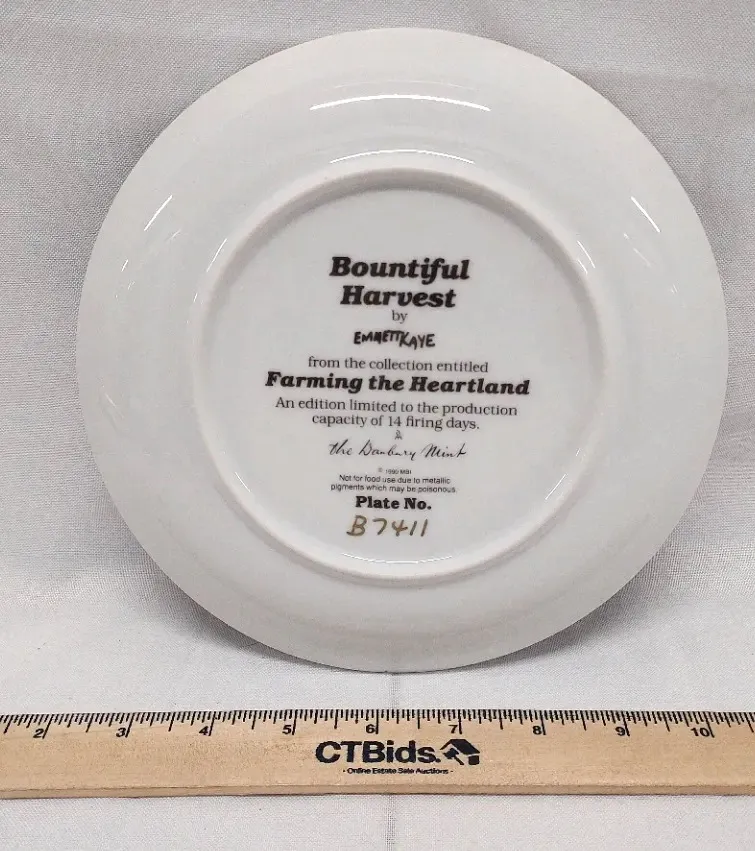 Bountiful
Harvest
by
EMMETT KAYE
from the collection entitled
Farming the Heartland
An edition limited to the production
capacity of 14 firing days.
the Danbury Mint
© 1990 MBI
Not for food use due to metallic
pigments which may be poisonous.
Plate No.
B7411
2 3 4 5 6 7 8 9 10
CTBids.
- Online Estate Sale Auctions -